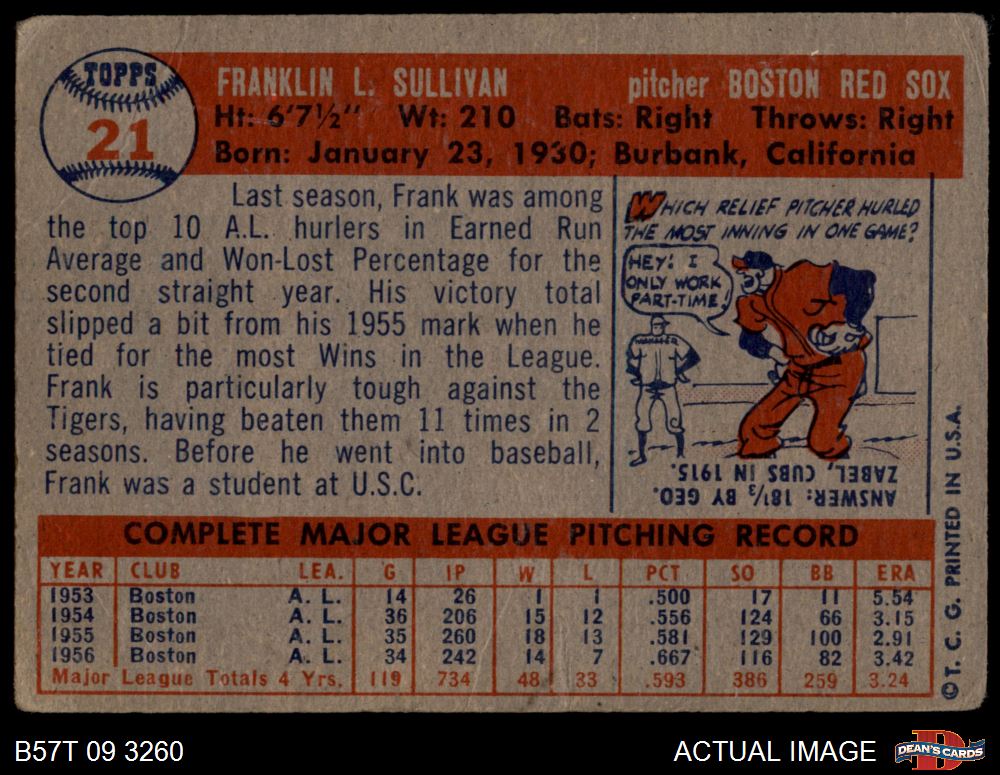 TOPPS
21
FRANKLIN L. SULLIVAN pitcher BOSTON RED SOX
Ht: 6'7½" Wt: 210 Bats: Right Throws: Right
Born: January 23, 1930; Burbank, California
Last season, Frank was among
the top 10 A.L. hurlers in Earned Run
Average and Won-Lost Percentage for the
second straight year. His victory total
slipped a bit from his 1955 mark when he
tied for the most Wins in the League.
Frank is particularly tough against the
Tigers, having beaten them 11 times in 2
seasons. Before he went into baseball,
Frank was a student at U.S.C.
WHICH RELIEF PITCHER HURLED
THE MOST INNING IN ONE GAME?
HEY! I
ONLY WORK
PART-TIME!
MANAGER
ANSWER: 18⅓ BY GEO.
ZABEL, CUBS IN 1915.
COMPLETE MAJOR LEAGUE PITCHING RECORD
YEAR CLUB LEA. G IP W L PCT SO BB ERA
1953 Boston A. L. 14 26 1 1 .500 17 11 5.54
1954 Boston A. L. 36 206 15 12 .556 124 66 3.15
1955 Boston A. L. 35 260 18 13 .581 129 100 2.91
1956 Boston A. L. 34 242 14 7 .667 116 82 3.42
Major League Totals 4 Yrs. 119 734 48 33 .593 386 259 3.24
©T. C. G. PRINTED IN U.S.A.
B57T 09 3260
ACTUAL IMAGE
DEAN'S CARDS